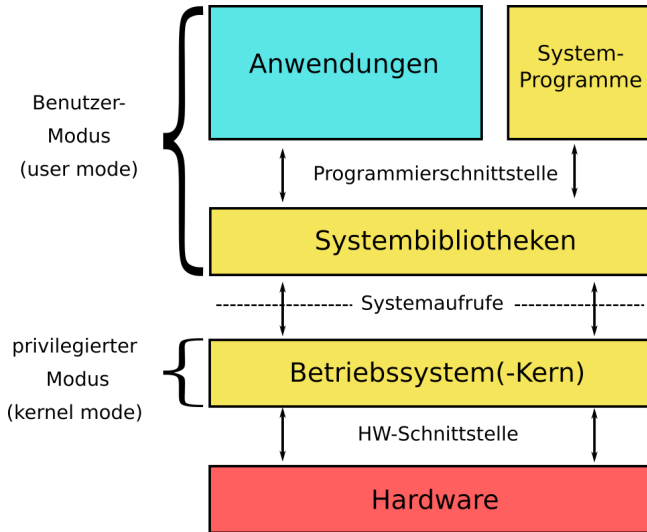 Anwendungen
System-
Programme
Benutzer-
Modus
(user mode)
Programmierschnittstelle
Systembibliotheken
Systemaufrufe
privilegierter
Modus
(kernel mode)
Betriebssystem(-Kern)
HW-Schnittstelle
Hardware